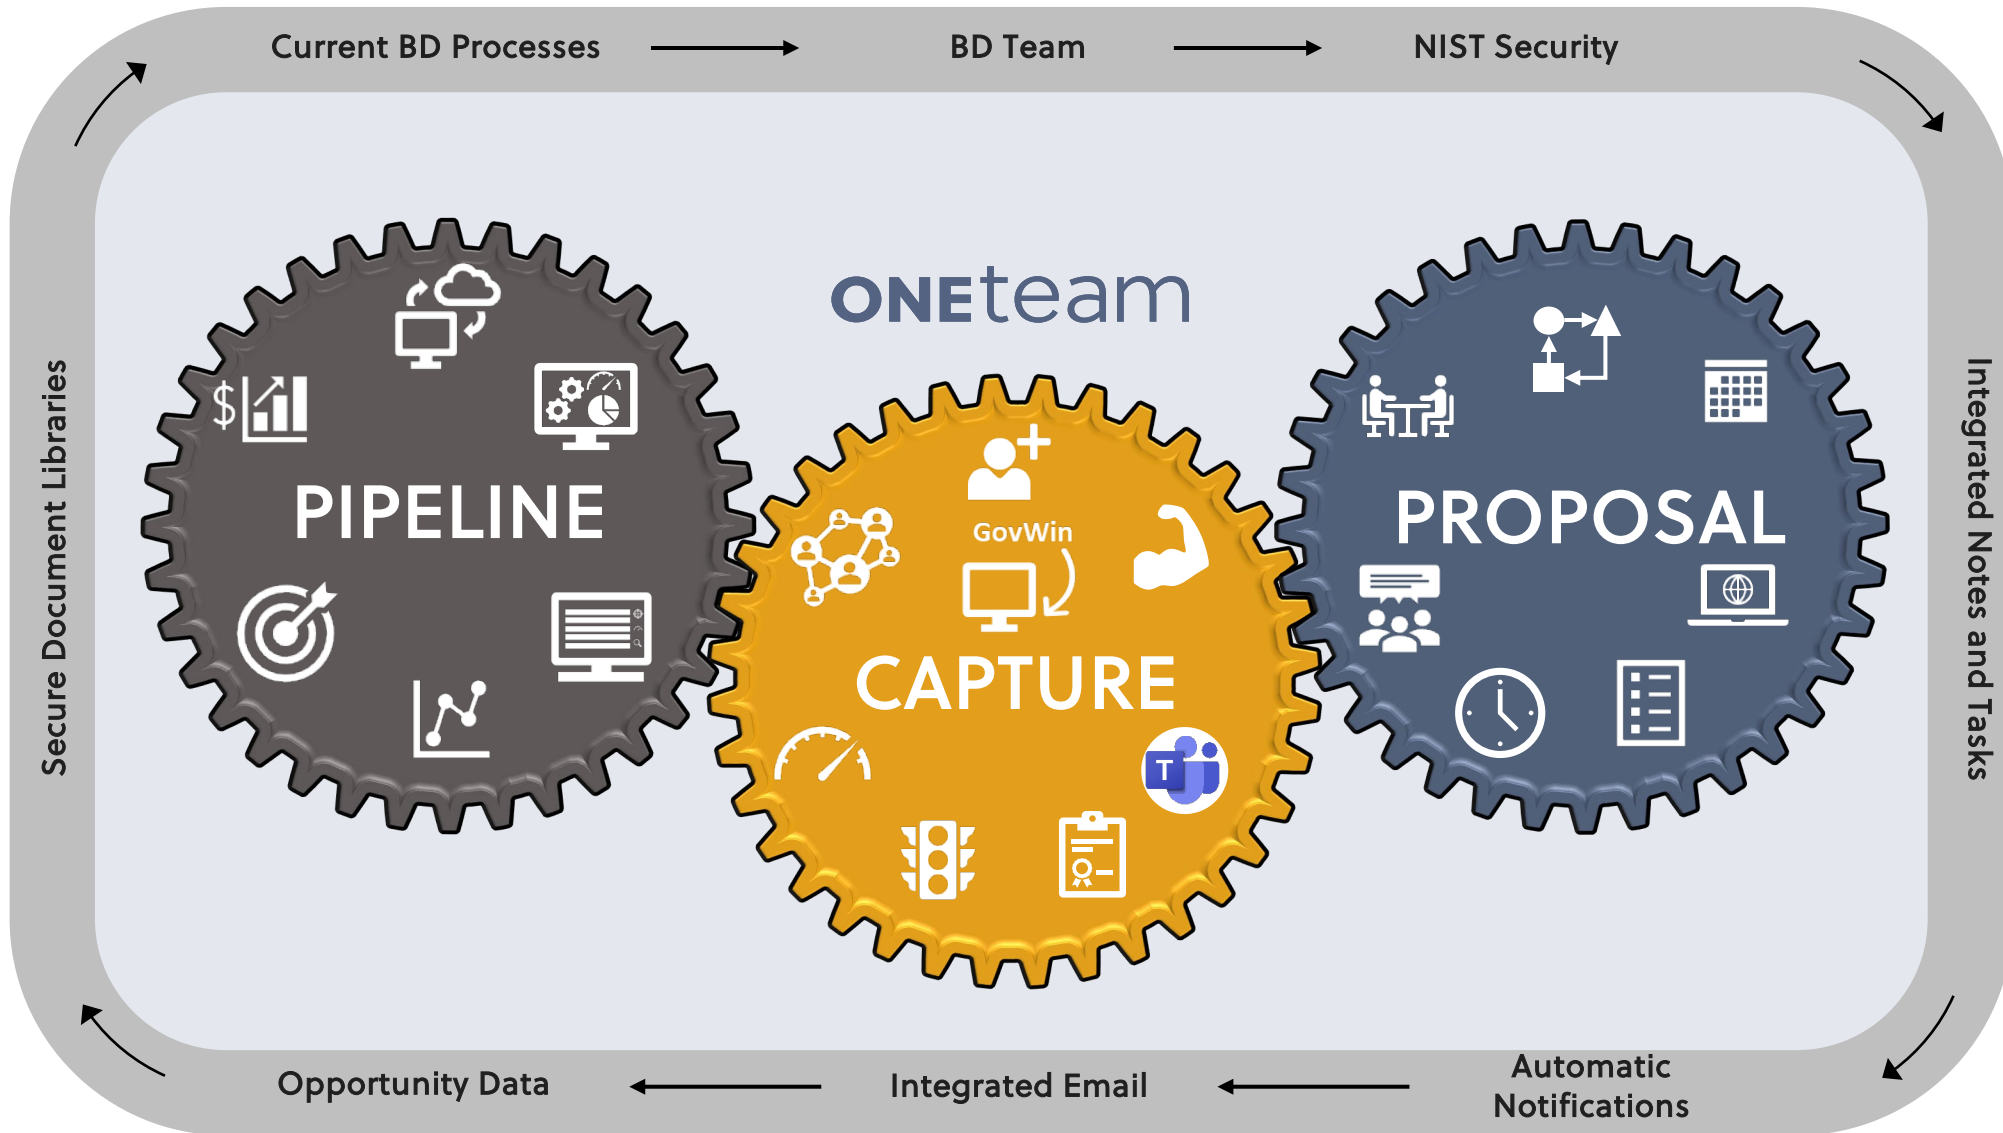 Current BD Processes
BD Team
NIST Security
ONEteam
$
PIPELINE
GovWin
CAPTURE
T
PROPOSAL
Integrated Notes and Tasks
Automatic
Notifications
Integrated Email
Opportunity Data
Secure Document Libraries